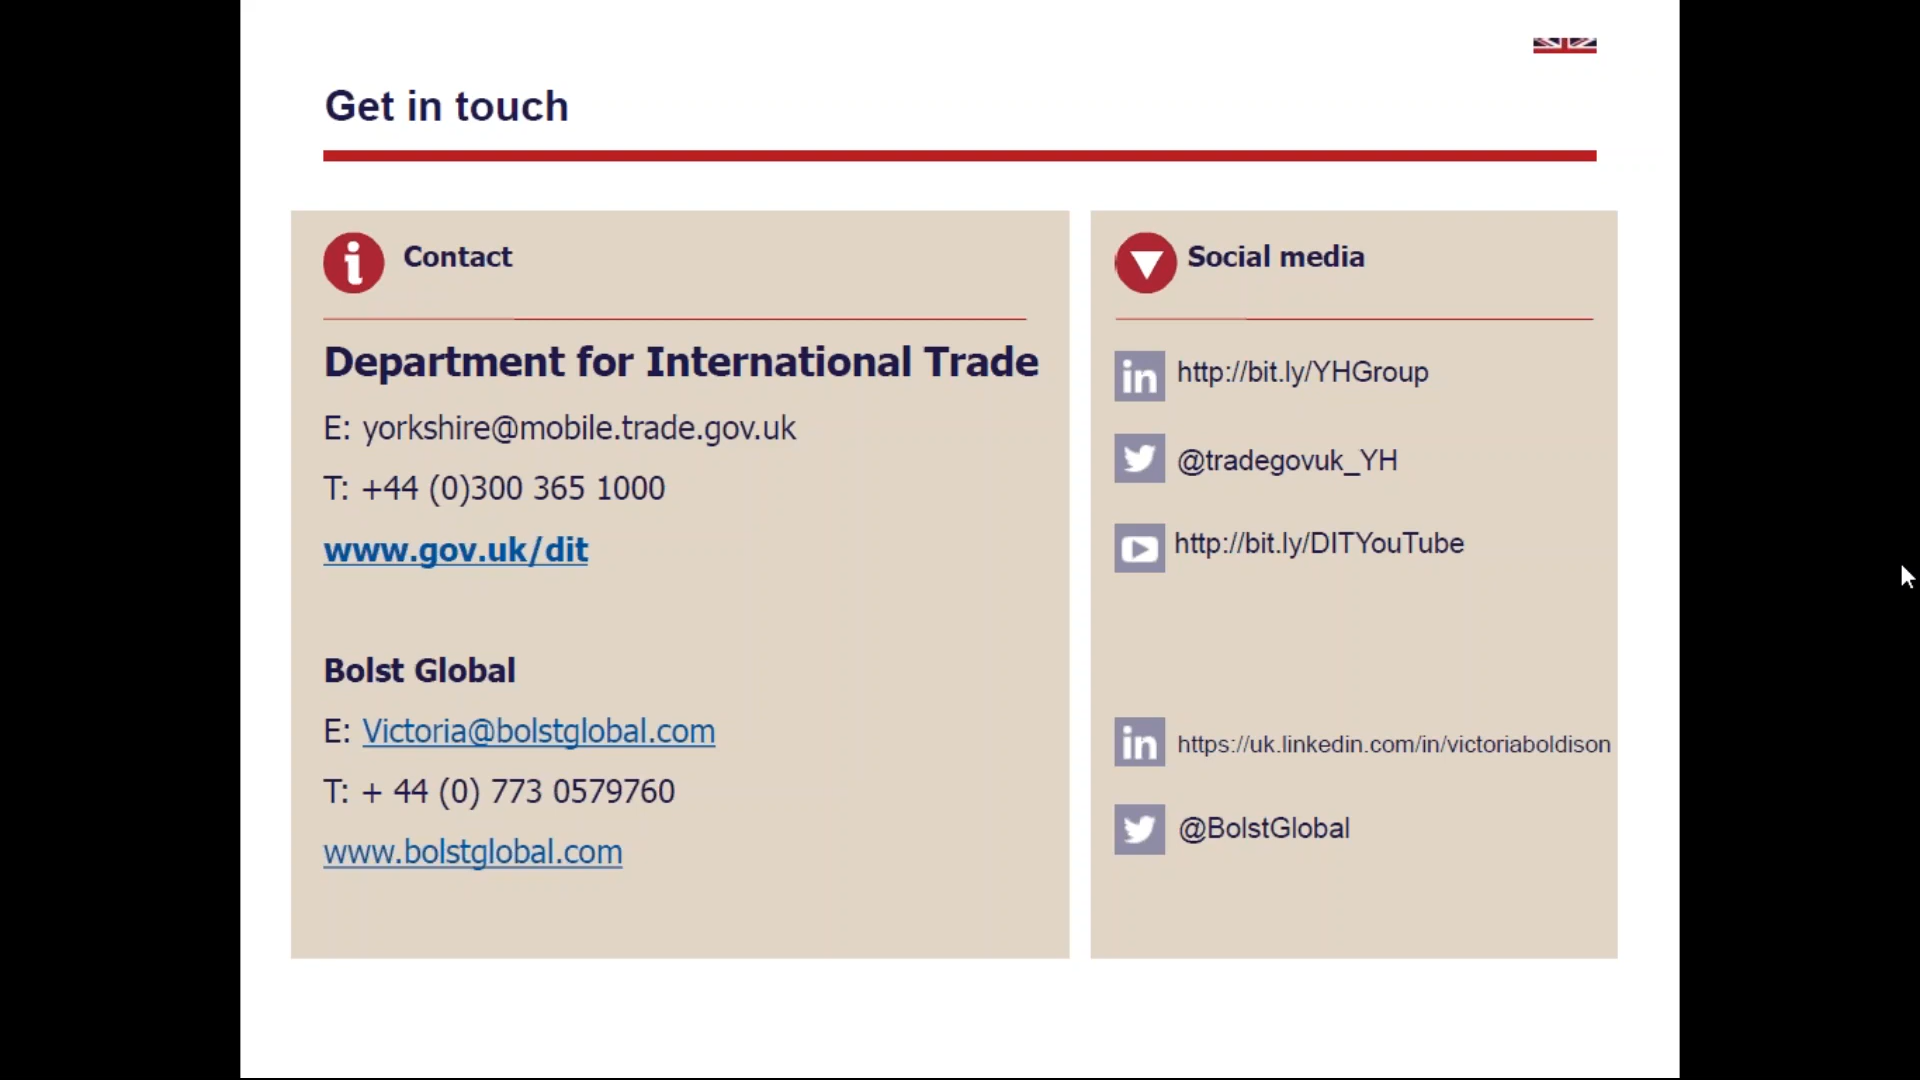 Get in touch
Contact
Department for International Trade
E: yorkshire@mobile.trade.gov.uk
T: +44 (0)300 365 1000
www.gov.uk/dit
Bolst Global
E: Victoria@bolstglobal.com
T: + 44 (0) 773 0579760
www.bolstglobal.com
Social media
in http://bit.ly/YHGroup
@tradegovuk_YH
http://bit.ly/DITYouTube
in https://uk.linkedin.com/in/victoriaboldison
@BolstGlobal